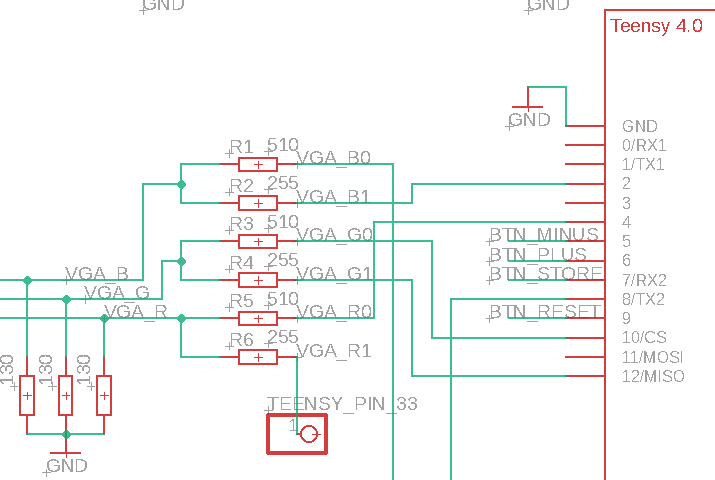 GND
GND
Teensy 4.0
GND
GND
0/RX1
1/TX1
2
3
4
5
6
7/RX2
8/TX2
9
10/CS
11/MOSI
12/MISO
R1 510 VGA_B0
R2 255 VGA_B1
R3 510 VGA_G0
R4 255 VGA_G1
R5 510 VGA_R0
R6 255 VGA_R1
BTN_MINUS
BTN_PLUS
BTN_STORE
BTN_RESET
VGA_B
VGA_G
VGA_R
130
130
130
GND
TEENSY_PIN_33
1